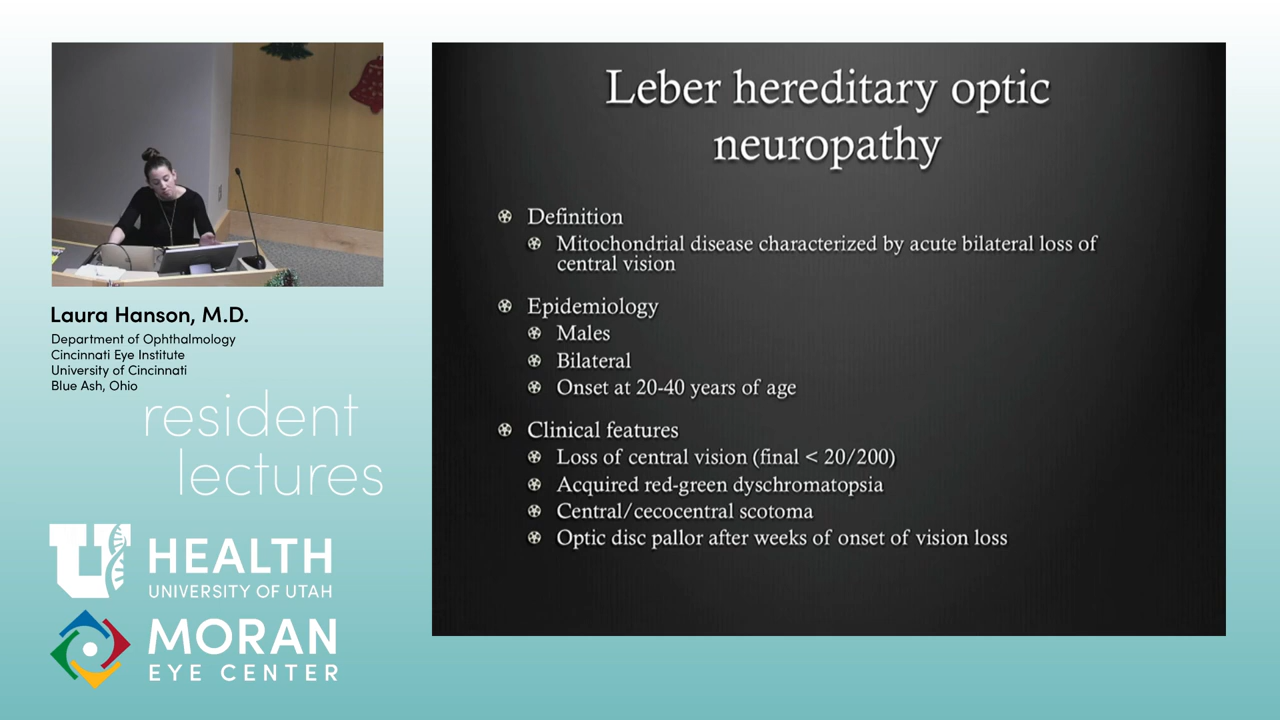 Laura Hanson, M.D.
Department of Ophthalmology
Cincinnati Eye Institute
University of Cincinnati
Blue Ash, Ohio
resident
lectures
U
HEALTH
UNIVERSITY OF UTAH
MORAN
EYE CENTER
Leber hereditary optic
neuropathy
Definition
Mitochondrial disease characterized by acute bilateral loss of
central vision
Epidemiology
Males
Bilateral
Onset at 20-40 years of age
Clinical features
Loss of central vision (final < 20/200)
Acquired red-green dyschromatopsia
Central/cecocentral scotoma
Optic disc pallor after weeks of onset of vision loss